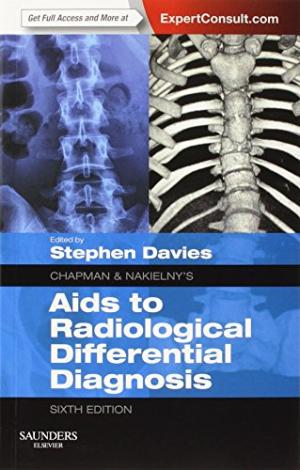 Get Full Access and More at
ExpertConsult.com
Edited by
Stephen Davies
CHAPMAN & NAKIELNY'S
Aids to
Radiological
Differential
Diagnosis
SIXTH EDITION
SAUNDERS
ELSEVIER